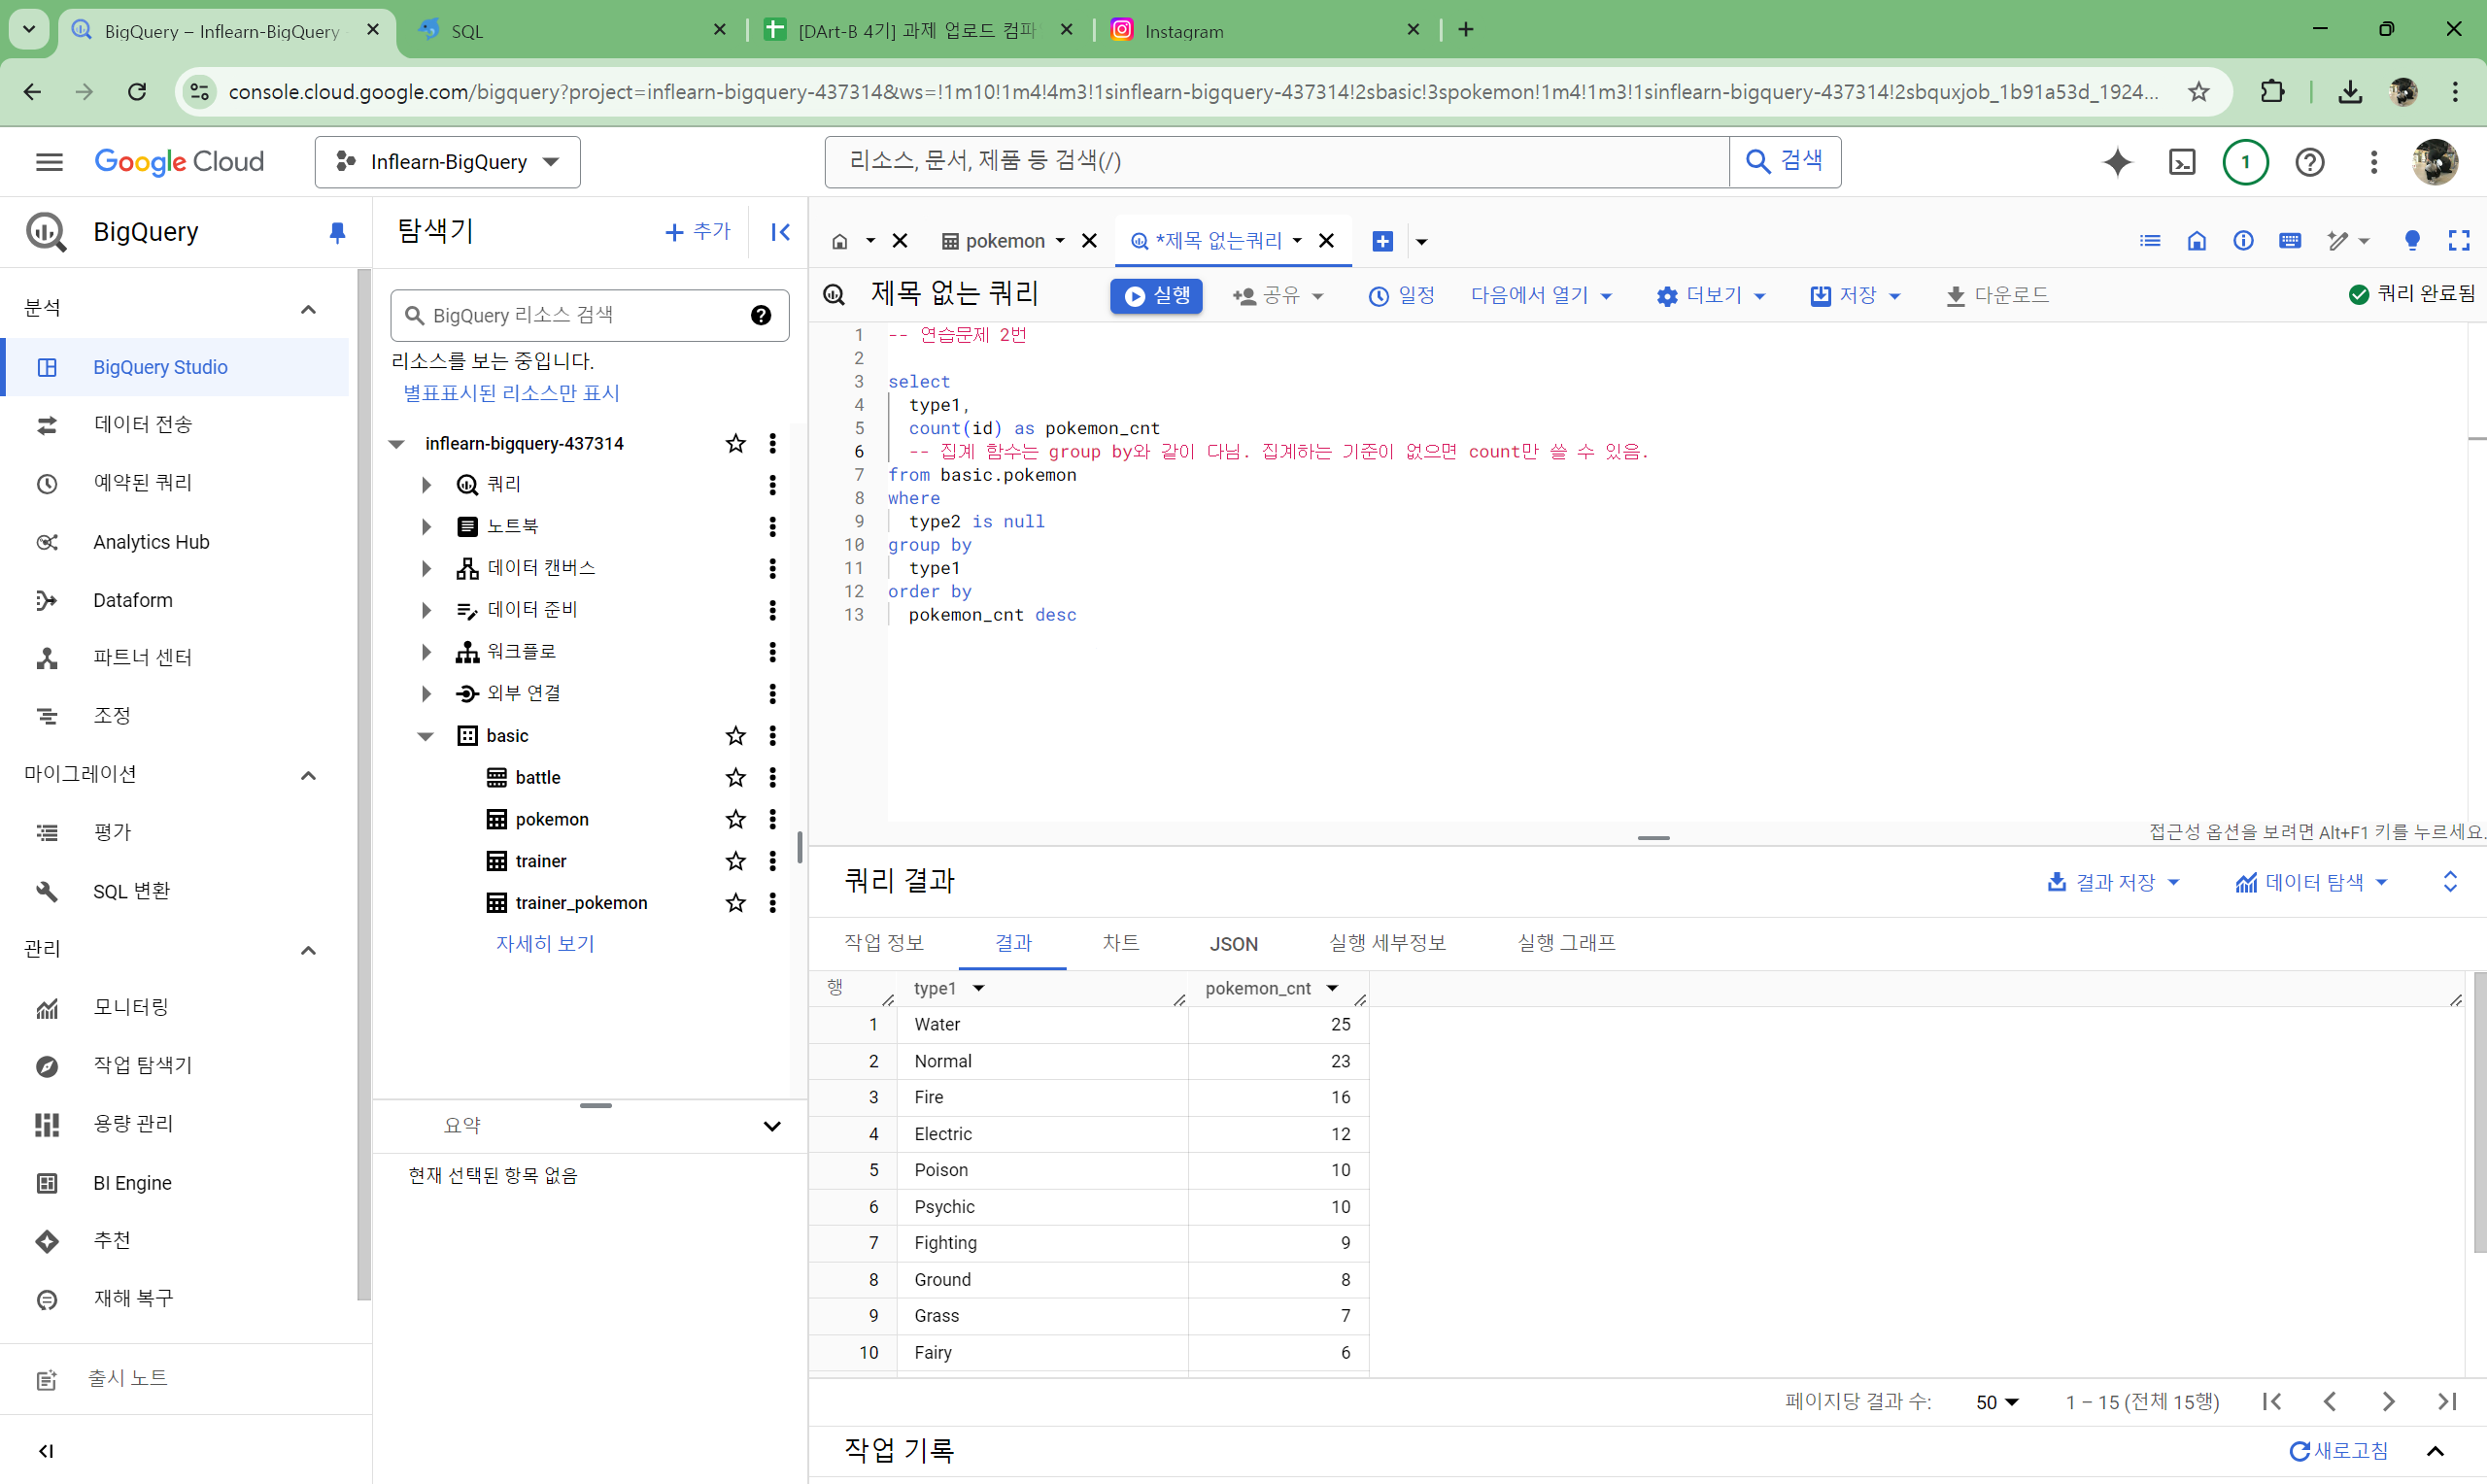 BigQuery – Inflearn-BigQuery
SQL
[DArt-B 4기] 과제 업로드 컴파
Instagram
console.cloud.google.com/bigquery?project=inflearn-bigquery-437314&ws=!1m10!1m4!4m3!1sinflearn-bigquery-437314!2sbasic!3spokemon!1m4!1m3!1sinflearn-bigquery-437314!2sbquxjob_1b91a53d_1924...
Google Cloud
Inflearn-BigQuery
리소스, 문서, 제품 등 검색(/)
검색
1
BigQuery
분석
BigQuery Studio
데이터 전송
예약된 쿼리
Analytics Hub
Dataform
파트너 센터
조정
마이그레이션
평가
SQL 변환
관리
모니터링
작업 탐색기
용량 관리
BI Engine
추천
재해 복구
출시 노트
탐색기
추가
BigQuery 리소스 검색
리소스를 보는 중입니다.
별표표시된 리소스만 표시
inflearn-bigquery-437314
쿼리
노트북
데이터 캔버스
데이터 준비
워크플로
외부 연결
basic
battle
pokemon
trainer
trainer_pokemon
자세히 보기
요약
현재 선택된 항목 없음
pokemon
*제목 없는쿼리
제목 없는 쿼리
실행
공유
일정
다음에서 열기
더보기
저장
다운로드
쿼리 완료됨
1 -- 연습문제 2번
2
3 select
4 type1,
5 count(id) as pokemon_cnt
6 -- 집계 함수는 group by와 같이 다님. 집계하는 기준이 없으면 count만 쓸 수 있음.
7 from basic.pokemon
8 where
9 type2 is null
10 group by
11 type1
12 order by
13 pokemon_cnt desc
접근성 옵션을 보려면 Alt+F1 키를 누르세요.
쿼리 결과
결과 저장
데이터 탐색
작업 정보
결과
차트
JSON
실행 세부정보
실행 그래프
행 type1 pokemon_cnt
1 Water 25
2 Normal 23
3 Fire 16
4 Electric 12
5 Poison 10
6 Psychic 10
7 Fighting 9
8 Ground 8
9 Grass 7
10 Fairy 6
페이지당 결과 수: 50 1 – 15 (전체 15행)
작업 기록
새로고침